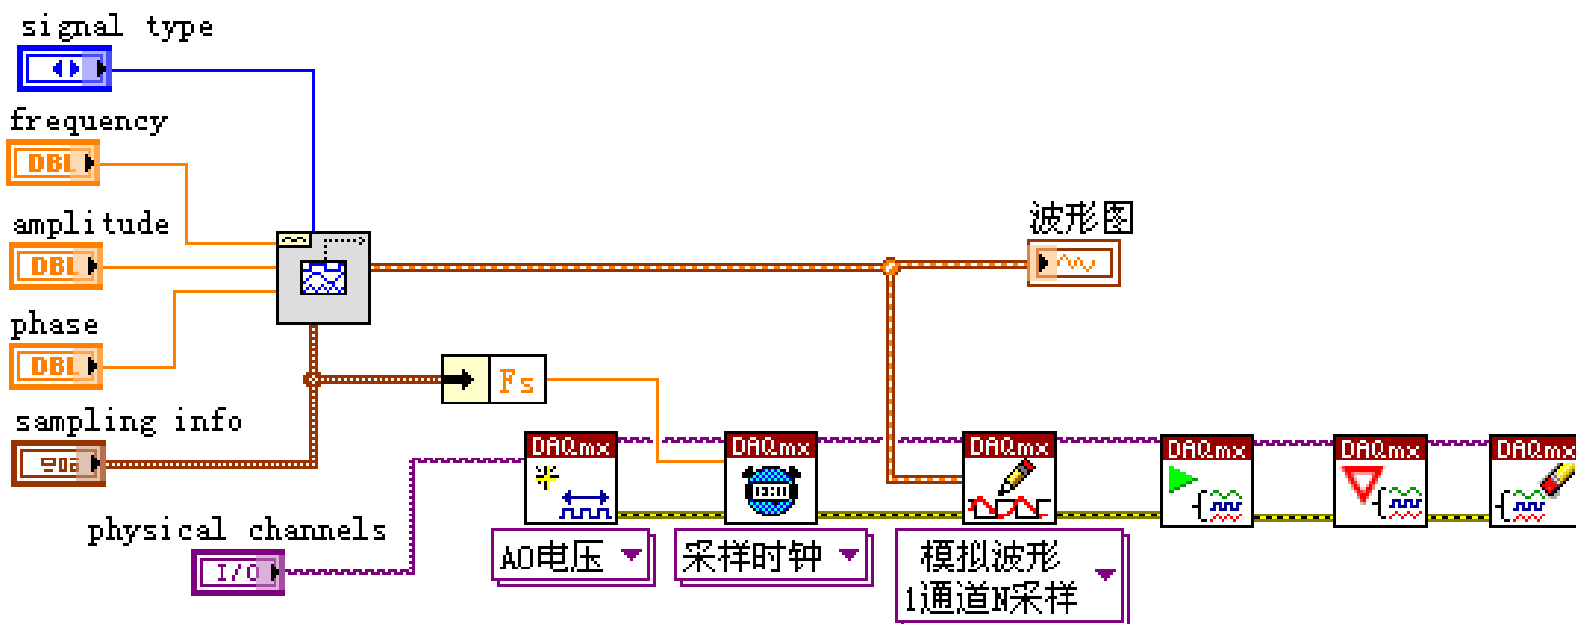 signal type
frequency
DBL
amplitude
DBL
phase
DBL
sampling info
波形图
Fs
physical channels
I/O
DAQmx
DAQmx
DAQmx
DAQmx
DAQmx
DAQmx
AO电压
采样时钟
模拟波形
1通道N采样